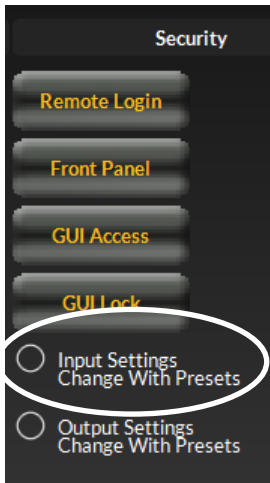 Security
Remote Login
Front Panel
GUI Access
GUI Lock
Input Settings
Change With Presets
Output Settings
Change With Presets